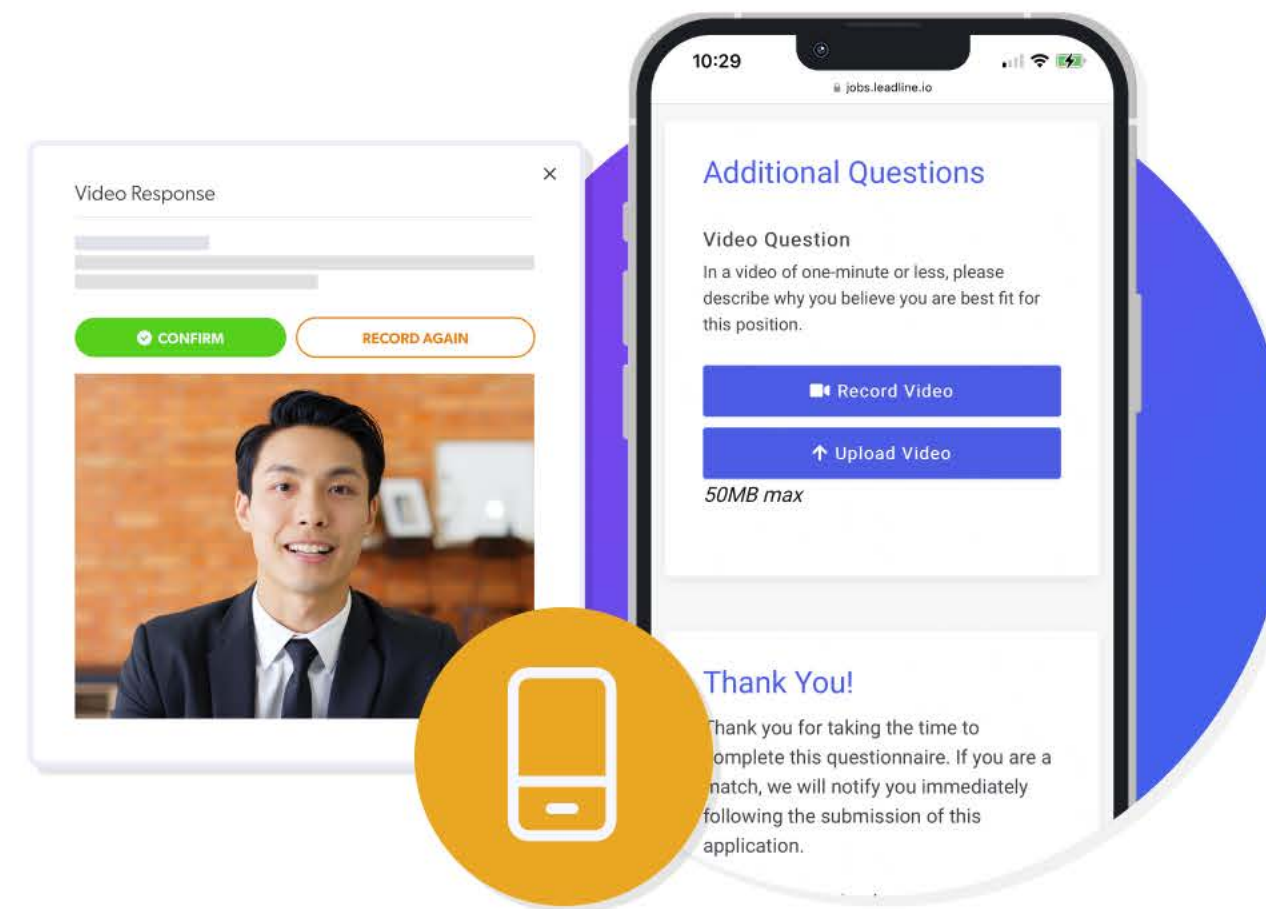 Video Response
CONFIRM
RECORD AGAIN
10:29
jobs.leadline.io
Additional Questions
Video Question
In a video of one-minute or less, please
describe why you believe you are best fit for
this position.
Record Video
Upload Video
50MB max
Thank You!
Thank you for taking the time to
complete this questionnaire. If you are a
match, we will notify you immediately
following the submission of this
application.